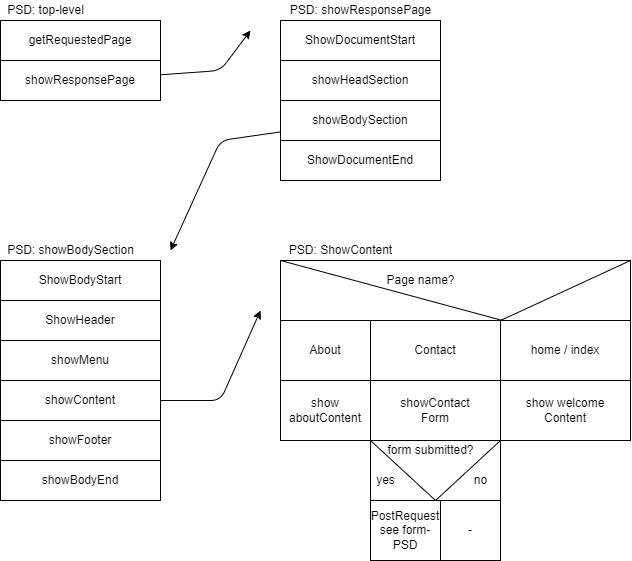 PSD: top-level
getRequestedPage
showResponsePage
PSD: showResponsePage
ShowDocumentStart
showHeadSection
showBodySection
ShowDocumentEnd
PSD: showBodySection
ShowBodyStart
ShowHeader
showMenu
showContent
showFooter
showBodyEnd
PSD: ShowContent
Page name?
About
Contact
home / index
show
aboutContent
showContact
Form
show welcome
Content
form submitted?
yes
no
PostRequest
see form-
PSD
-